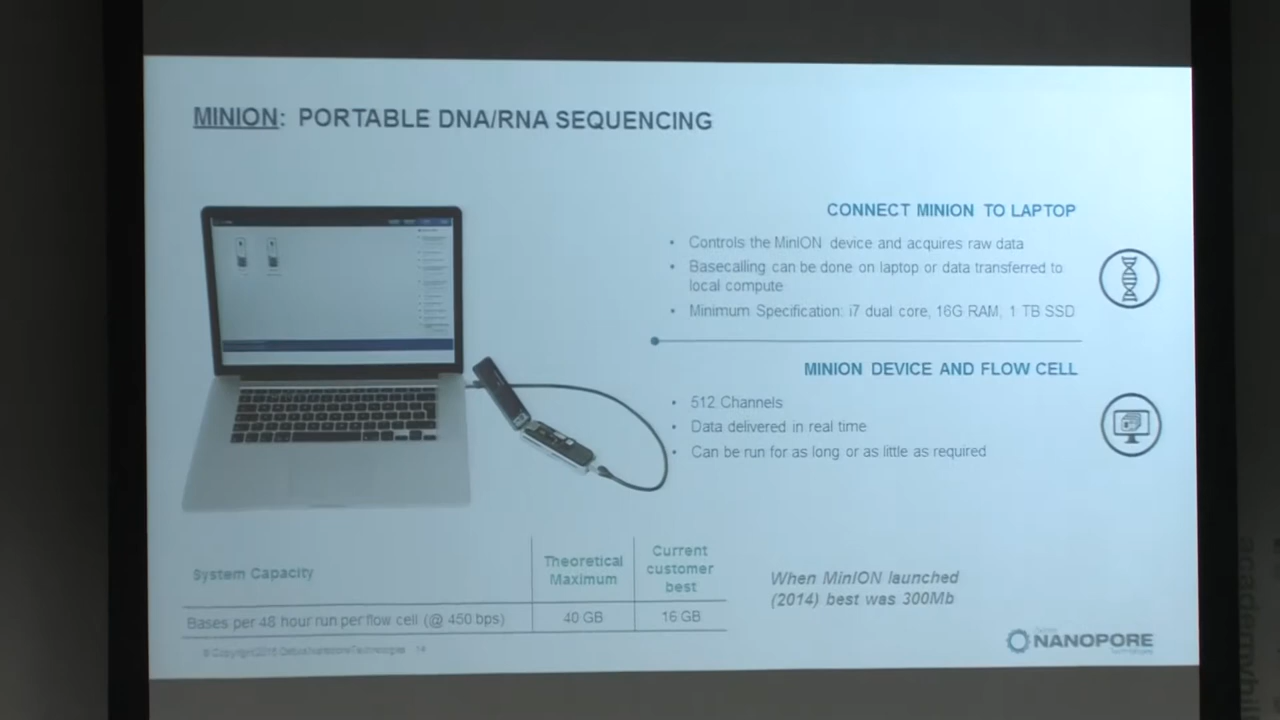 MINION: PORTABLE DNA/RNA SEQUENCING
CONNECT MINION TO LAPTOP
• Controls the MinION device and acquires raw data
• Basecalling can be done on laptop or data transferred to
local compute
• Minimum Specification: i7 dual core, 16G RAM, 1 TB SSD
MINION DEVICE AND FLOW CELL
• 512 Channels
• Data delivered in real time
• Can be run for as long or as little as required
System Capacity
Theoretical
Maximum
Current
customer
best
Bases per 48 hour run per flow cell (@ 450 bps)
40 GB
16 GB
When MinION launched
(2014) best was 300Mb
14
NANOPORE
Technologies